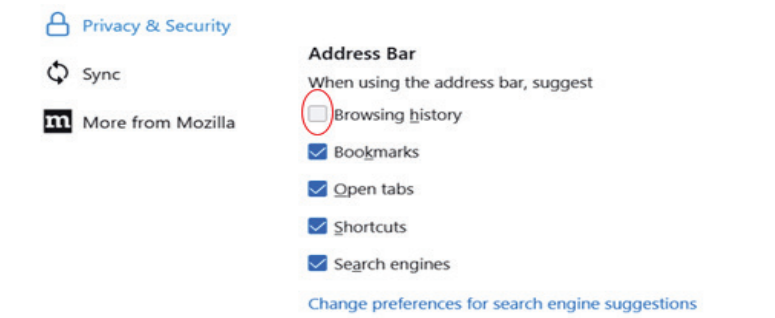 Privacy & Security
Sync
m More from Mozilla
Address Bar
When using the address bar, suggest
Browsing history
Bookmarks
Open tabs
Shortcuts
Search engines
Change preferences for search engine suggestions